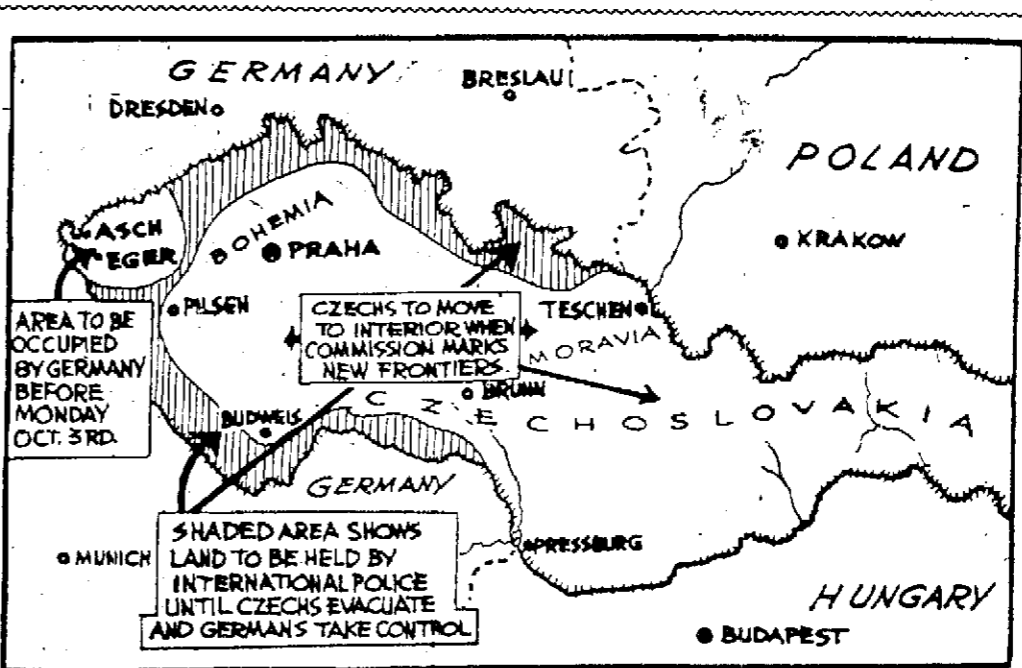 GERMANY
BRESLAU
DRESDEN
POLAND
ASCH
EGER
BOHEMIA
PRAHA
KRAKOW
PILSEN
AREA TO BE
OCCUPIED
BY GERMANY
BEFORE
MONDAY
OCT. 3RD.
CZECHS TO MOVE
TO INTERIOR WHEN
COMMISSION MARKS
NEW FRONTIERS.
TESCHEN
MORAVIA
BRUNN
CZECHOSLOVAKIA
BUDWEIS
GERMANY
MUNICH
SHADED AREA SHOWS
LAND TO BE HELD BY
INTERNATIONAL POLICE
UNTIL CZECHS EVACUATE
AND GERMANS TAKE CONTROL
PRESSBURG
HUNGARY
BUDAPEST